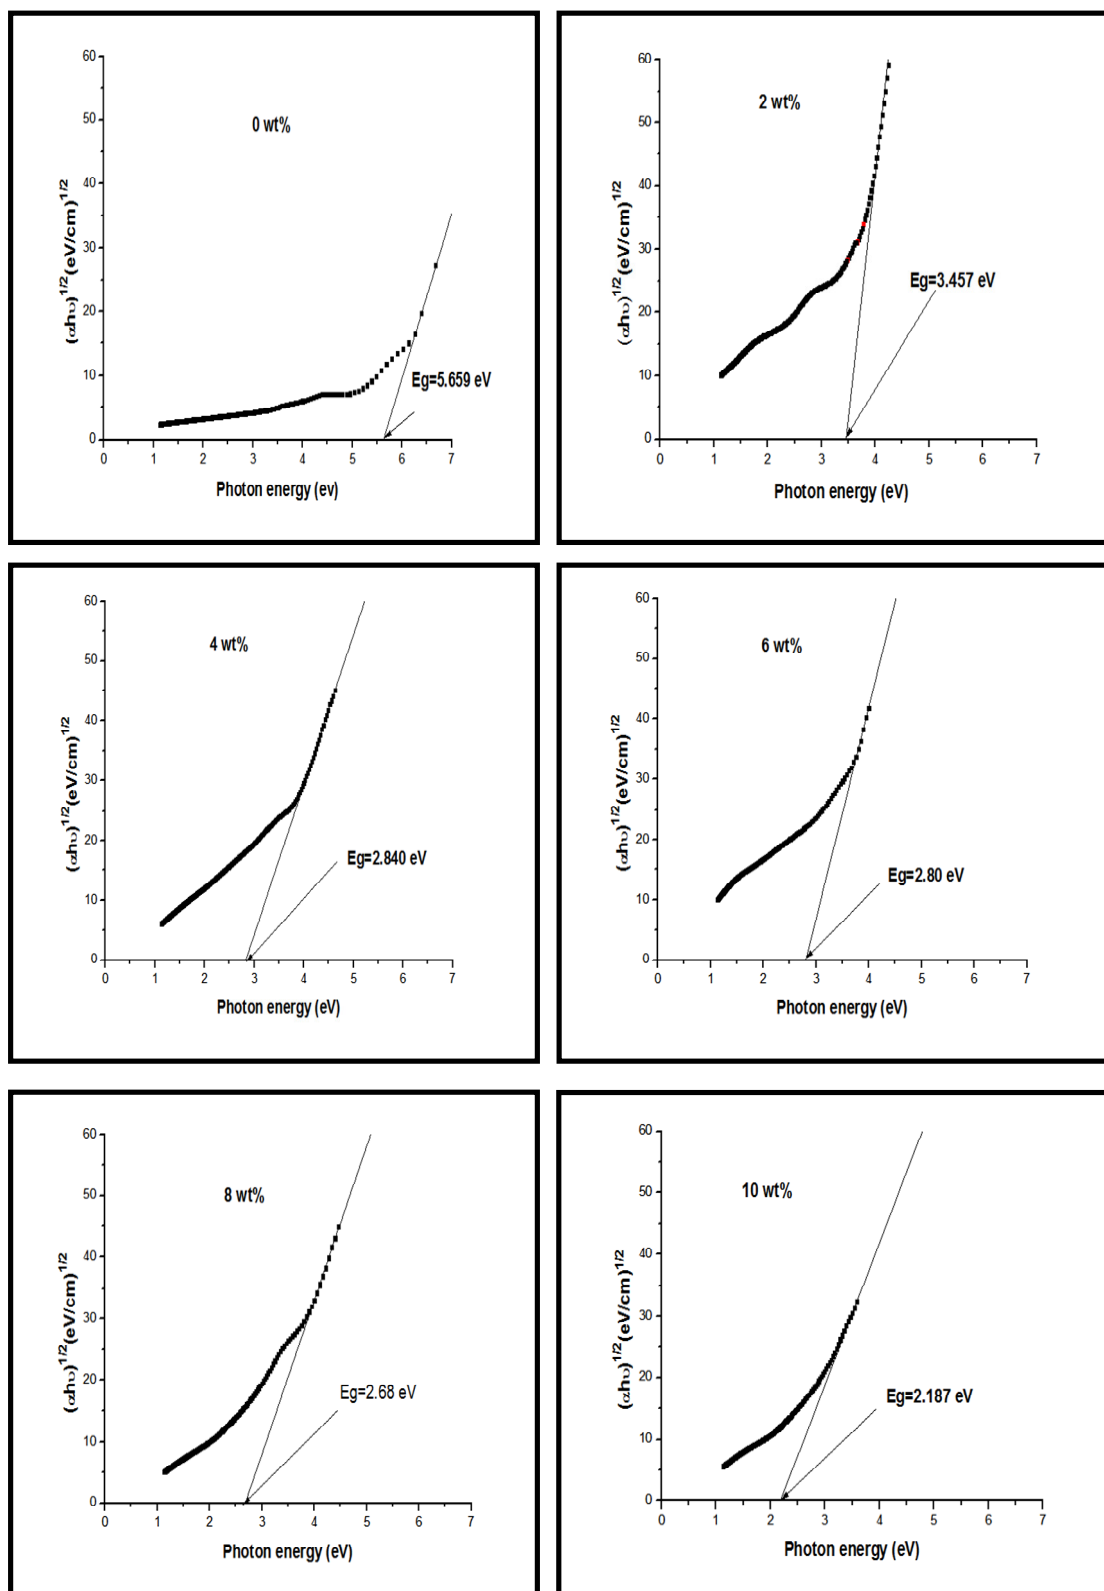 0 wt%
(αhυ)^1/2(eV/cm)^1/2
60
50
40
30
20
10
0
Eg=5.659 eV
0 1 2 3 4 5 6 7
Photon energy (ev)
2 wt%
(αhυ)^1/2(eV/cm)^1/2
60
50
40
30
20
10
0
Eg=3.457 eV
0 1 2 3 4 5 6 7
Photon energy (eV)
4 wt%
(αhυ)^1/2(eV/cm)^1/2
60
50
40
30
20
10
0
Eg=2.840 eV
0 1 2 3 4 5 6 7
Photon energy (eV)
6 wt%
(αhυ)^1/2(eV/cm)^1/2
60
50
40
30
20
10
0
Eg=2.80 eV
0 1 2 3 4 5 6 7
Photon energy (eV)
8 wt%
(αhυ)^1/2(eV/cm)^1/2
60
50
40
30
20
10
0
Eg=2.68 eV
0 1 2 3 4 5 6 7
Photon energy (eV)
10 wt%
(αhυ)^1/2(eV/cm)^1/2
60
50
40
30
20
10
0
Eg=2.187 eV
0 1 2 3 4 5 6 7
Photon energy (eV)